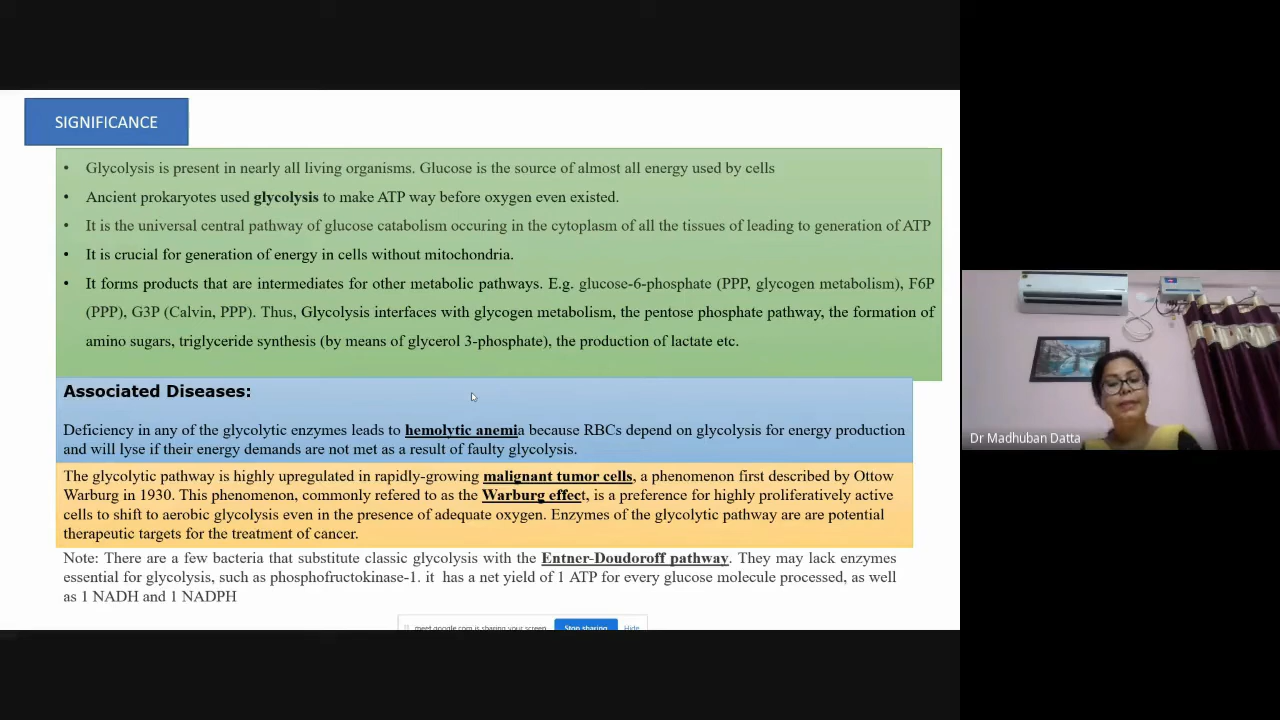 SIGNIFICANCE
• Glycolysis is present in nearly all living organisms. Glucose is the source of almost all energy used by cells
• Ancient prokaryotes used glycolysis to make ATP way before oxygen even existed.
• It is the universal central pathway of glucose catabolism occuring in the cytoplasm of all the tissues of leading to generation of ATP
• It is crucial for generation of energy in cells without mitochondria.
• It forms products that are intermediates for other metabolic pathways. E.g. glucose-6-phosphate (PPP, glycogen metabolism), F6P
(PPP), G3P (Calvin, PPP). Thus, Glycolysis interfaces with glycogen metabolism, the pentose phosphate pathway, the formation of
amino sugars, triglyceride synthesis (by means of glycerol 3-phosphate), the production of lactate etc.
Associated Diseases:
Deficiency in any of the glycolytic enzymes leads to hemolytic anemia because RBCs depend on glycolysis for energy production
and will lyse if their energy demands are not met as a result of faulty glycolysis.
The glycolytic pathway is highly upregulated in rapidly-growing malignant tumor cells, a phenomenon first described by Ottow
Warburg in 1930. This phenomenon, commonly refered to as the Warburg effect, is a preference for highly proliferatively active
cells to shift to aerobic glycolysis even in the presence of adequate oxygen. Enzymes of the glycolytic pathway are are potential
therapeutic targets for the treatment of cancer.
Note: There are a few bacteria that substitute classic glycolysis with the Entner-Doudoroff pathway. They may lack enzymes
essential for glycolysis, such as phosphofructokinase-1. it has a net yield of 1 ATP for every glucose molecule processed, as well
as 1 NADH and 1 NADPH
meet.google.com is sharing your screen. Stop sharing Hide
Dr Madhuban Datta